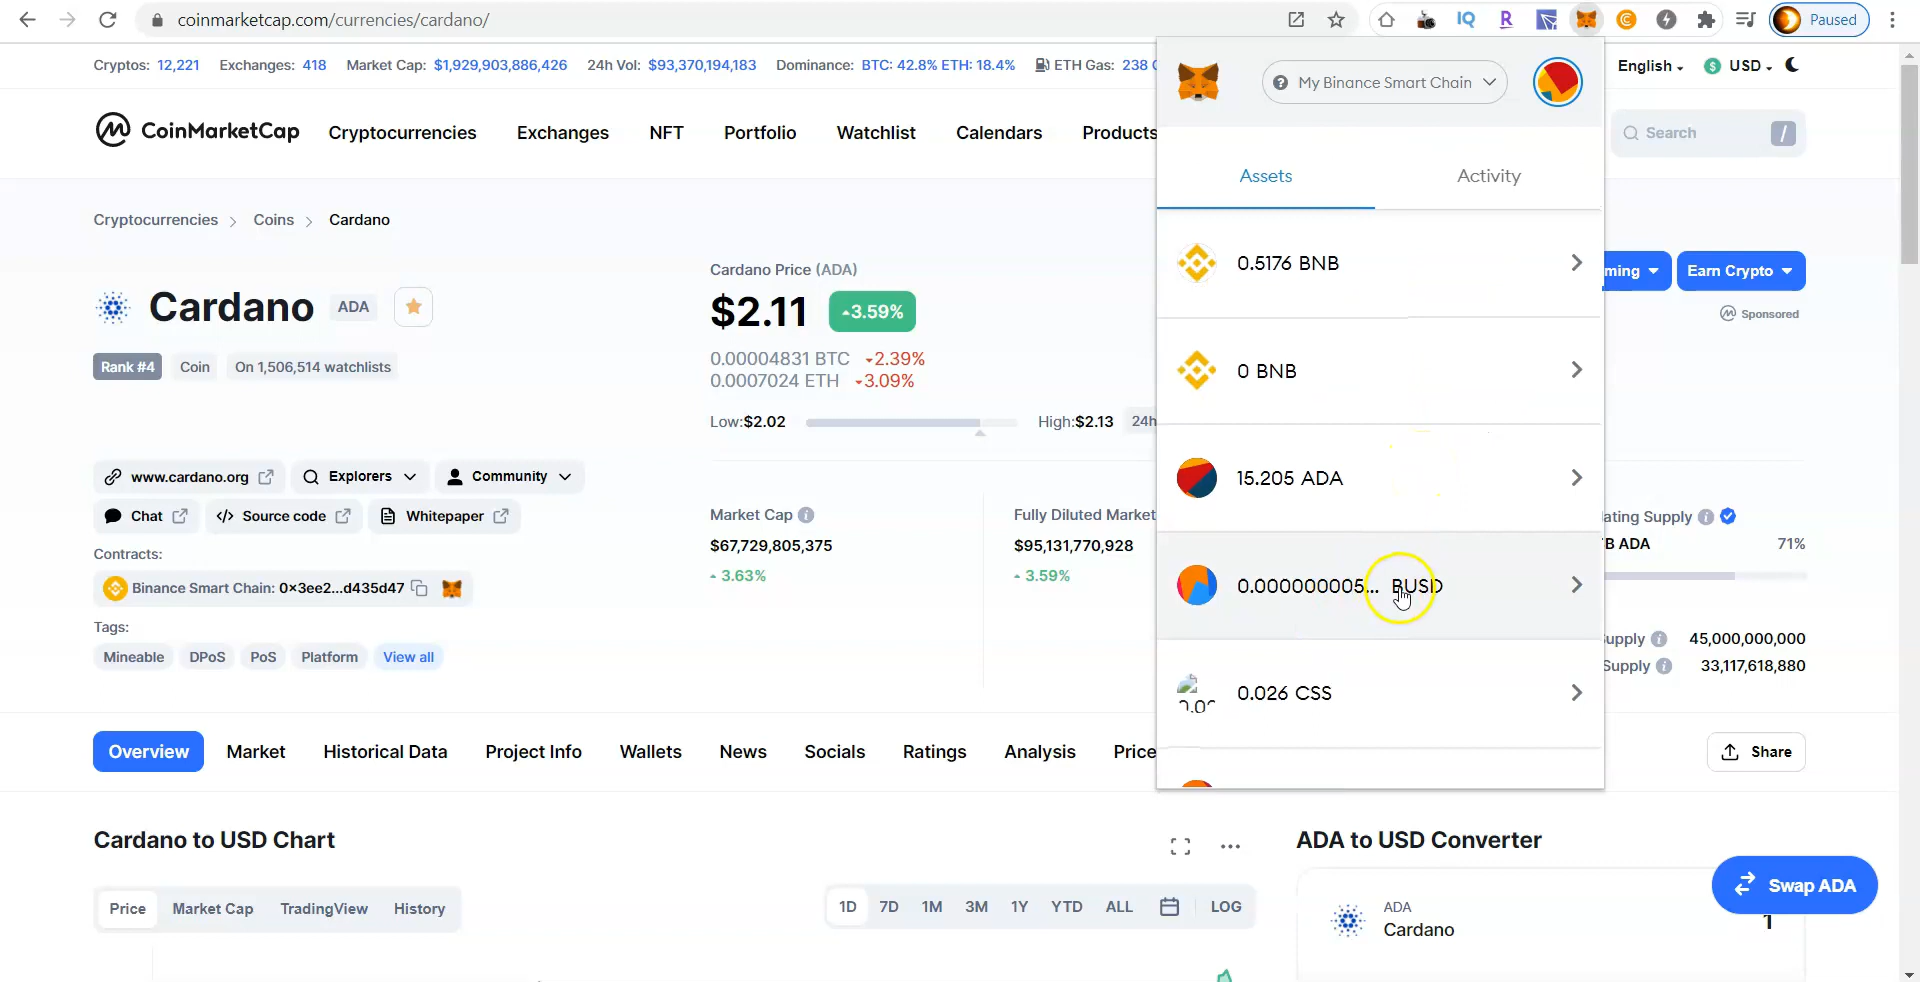 coinmarketcap.com/currencies/cardano/
Paused
Cryptos: 12,221 Exchanges: 418 Market Cap: $1,929,903,886,426 24h Vol: $93,370,194,183 Dominance: BTC: 42.8% ETH: 18.4% ETH Gas: 238
English USD
CoinMarketCap Cryptocurrencies Exchanges NFT Portfolio Watchlist Calendars Products
Search /
My Binance Smart Chain
Assets Activity
0.5176 BNB
0 BNB
15.205 ADA
0.000000005... BUSD
0.026 CSS
Cryptocurrencies Coins Cardano
Cardano ADA
Rank #4 Coin On 1,506,514 watchlists
www.cardano.org Explorers Community
Chat Source code Whitepaper
Contracts:
Binance Smart Chain: 0x3ee2...d435d47
Tags:
Mineable DPoS PoS Platform View all
Cardano Price (ADA)
$2.11 3.59%
0.00004831 BTC 2.39%
0.0007024 ETH 3.09%
Low:$2.02 High:$2.13 24h
Market Cap
$67,729,805,375
3.63%
Fully Diluted Market
$95,131,770,928
3.59%
ming Earn Crypto
Sponsored
ating Supply
B ADA 71%
upply 45,000,000,000
Supply 33,117,618,880
Overview Market Historical Data Project Info Wallets News Socials Ratings Analysis Price
Share
Cardano to USD Chart
Price Market Cap TradingView History
1D 7D 1M 3M 1Y YTD ALL LOG
ADA to USD Converter
ADA
Cardano
1
Swap ADA